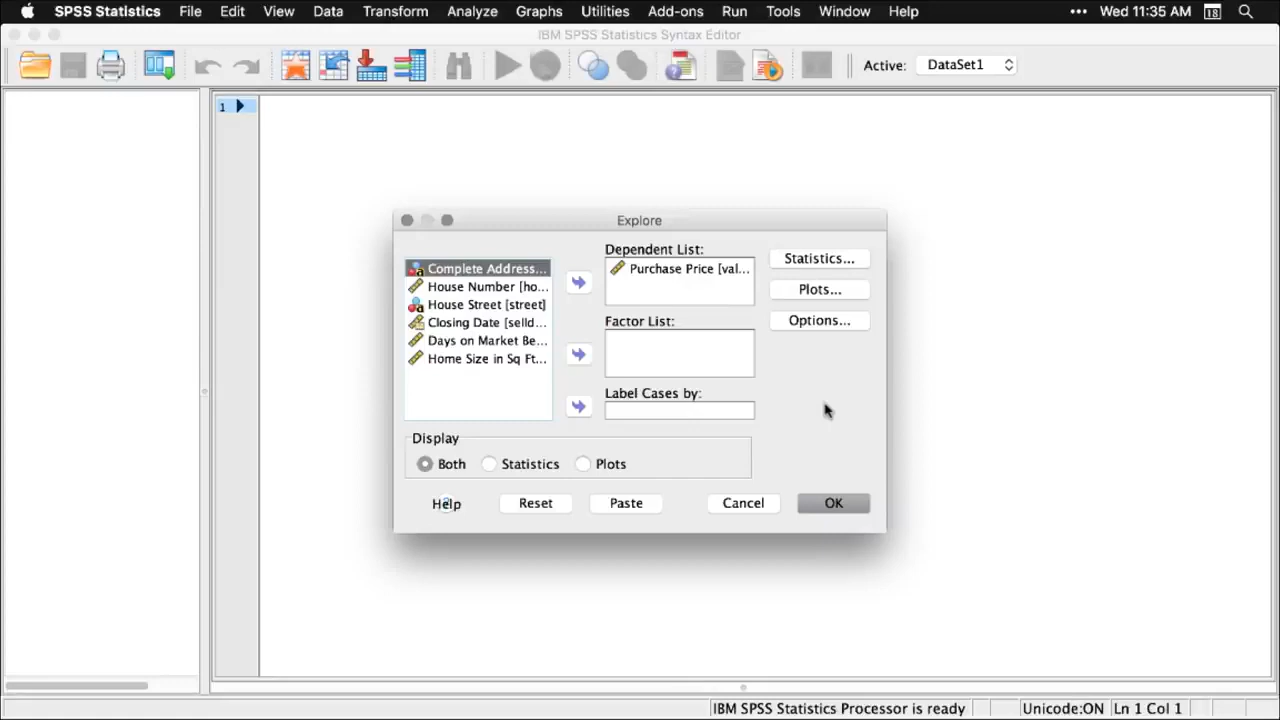 SPSS Statistics File Edit View Data Transform Analyze Graphs Utilities Add-ons Run Tools Window Help ••• Wed 11:35 AM 18
IBM SPSS Statistics Syntax Editor
Active: DataSet1
1
Explore
Complete Address...
House Number [ho...
House Street [street]
Closing Date [selld...
Days on Market Be...
Home Size in Sq Ft...
Dependent List:
Purchase Price [val...
Factor List:
Label Cases by:
Statistics...
Plots...
Options...
Display
Both Statistics Plots
Help Reset Paste Cancel OK
IBM SPSS Statistics Processor is ready Unicode:ON Ln 1 Col 1